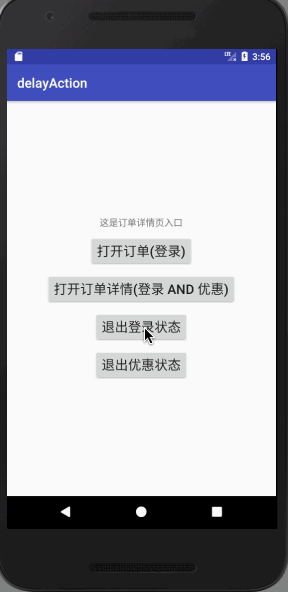 3:56
delayAction
这是订单详情页入口
打开订单(登录)
打开订单详情(登录 AND 优惠)
退出登录状态
退出优惠状态